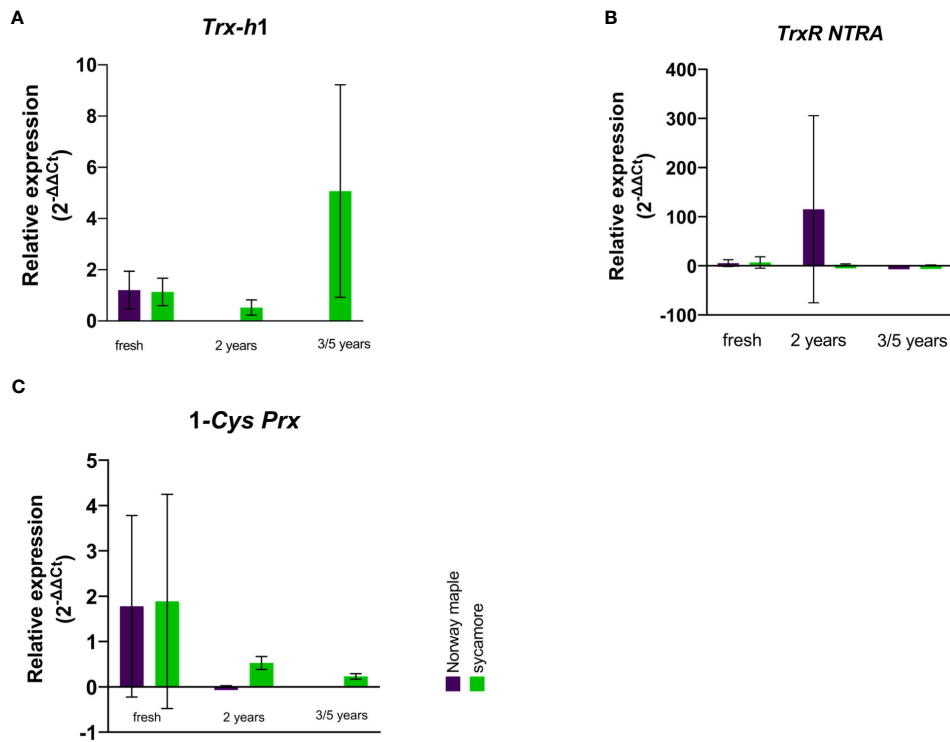 A
Trx-h1
Relative expression
(2-ΔΔCt)
10
8
6
4
2
0
fresh
2 years
3/5 years
B
TrxR NTRA
Relative expression
(2-ΔΔCt)
400
300
200
100
0
-100
fresh
2 years
3/5 years
C
1-Cys Prx
Relative expression
(2-ΔΔCt)
5
4
3
2
1
0
-1
fresh
2 years
3/5 years
Norway maple
sycamore